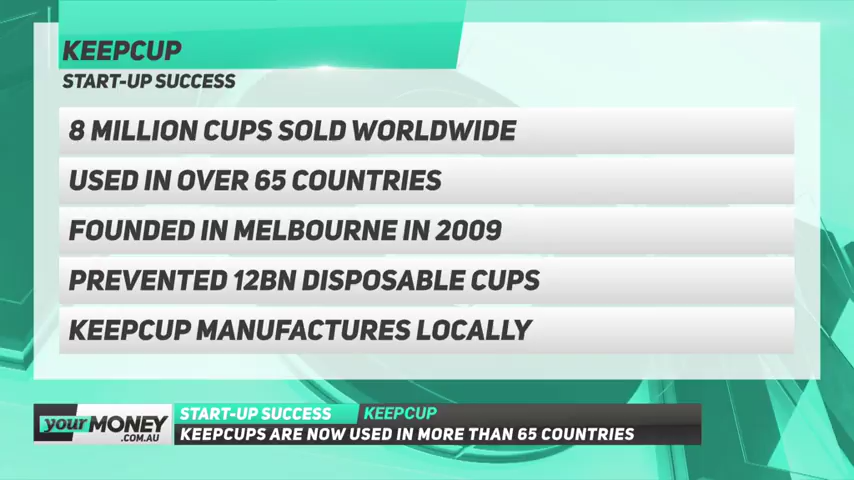 KEEPCUP
START-UP SUCCESS
8 MILLION CUPS SOLD WORLDWIDE
USED IN OVER 65 COUNTRIES
FOUNDED IN MELBOURNE IN 2009
PREVENTED 12BN DISPOSABLE CUPS
KEEPCUP MANUFACTURES LOCALLY
yourMONEY
.COM.AU
START-UP SUCCESS KEEPCUP
KEEPCUPS ARE NOW USED IN MORE THAN 65 COUNTRIES